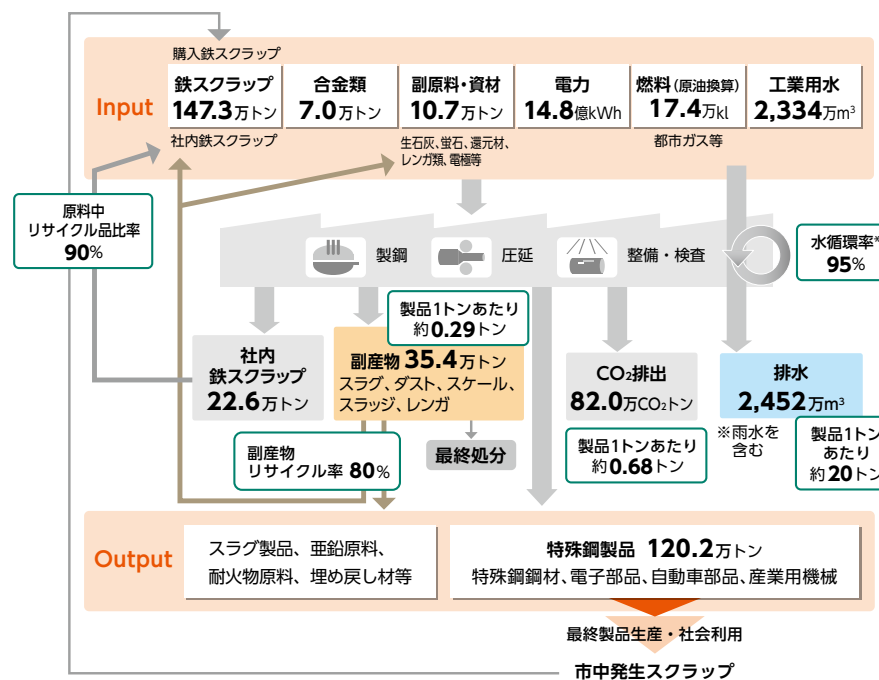 購入鉄スクラップ
Input
鉄スクラップ
147.3万トン
合金類
7.0万トン
副原料・資材
10.7万トン
電力
14.8億kWh
燃料(原油換算)
17.4万kl
工業用水
2,334万m³
社内鉄スクラップ
生石灰、蛍石、還元材、
レンガ類、電極等
都市ガス等
原料中
リサイクル品比率
90%
製鋼
圧延
整備・検査
水循環率*
95%
製品1トンあたり
約0.29トン
社内
鉄スクラップ
22.6万トン
副産物 35.4万トン
スラグ、ダスト、スケール、
スラッジ、レンガ
CO₂排出
82.0万CO₂トン
排水
2,452万m³
※雨水を
含む
副産物
リサイクル率 80%
最終処分
製品1トンあたり
約0.68トン
製品1トン
あたり
約20トン
Output
スラグ製品、亜鉛原料、
耐火物原料、埋め戻し材等
特殊鋼製品 120.2万トン
特殊鋼鋼材、電子部品、自動車部品、産業用機械
最終製品生産・社会利用
市中発生スクラップ